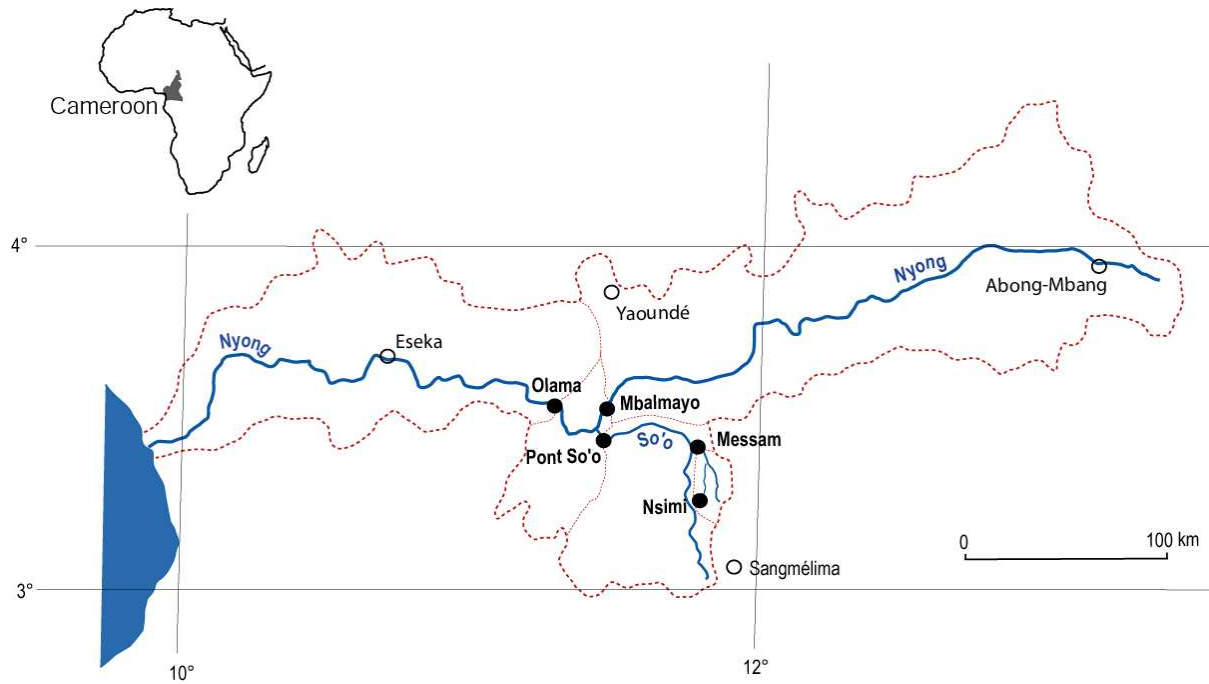 Cameroon
4°
Nyong
Abong-Mbang
Yaoundé
Nyong
Eseka
Olama
Mbalmayo
So'o
Messam
Pont So'o
Nsimi
0 100 km
Sangmélima
3°
10°
12°